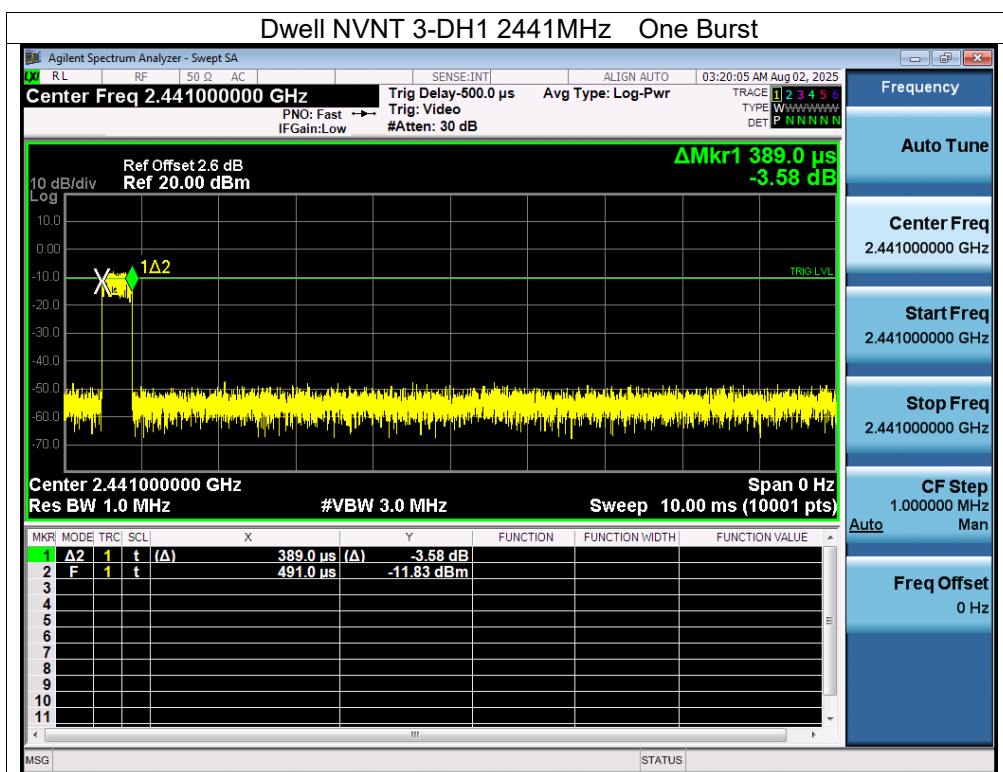 Dwell NVNT 3-DH1 2441MHz One Burst
Agilent Spectrum Analyzer - Swept SA
LXI RL RF 50 Ω AC SENSE:INT ALIGN AUTO 03:20:05 AM Aug 02, 2025
Center Freq 2.441000000 GHz Trig Delay-500.0 µs Avg Type: Log-Pwr TRACE 1 2 3 4 5 6
PNO: Fast Trig: Video TYPE WWWWWWW
IFGain:Low #Atten: 30 dB DET P N N N N N
Frequency
Auto Tune
Center Freq
2.441000000 GHz
Start Freq
2.441000000 GHz
Stop Freq
2.441000000 GHz
CF Step
1.000000 MHz
Auto Man
Freq Offset
0 Hz
ΔMkr1 389.0 µs
-3.58 dB
Ref Offset 2.6 dB
10 dB/div Ref 20.00 dBm
Log
10.0
0.00
-10.0
-20.0
-30.0
-40.0
-50.0
-60.0
-70.0
X
1Δ2
TRIG LVL
Center 2.441000000 GHz Span 0 Hz
Res BW 1.0 MHz #VBW 3.0 MHz Sweep 10.00 ms (10001 pts)
MKR MODE TRC SCL X Y FUNCTION FUNCTION WIDTH FUNCTION VALUE
1 Δ2 1 t (Δ) 389.0 µs (Δ) -3.58 dB
2 F 1 t 491.0 µs -11.83 dBm
3
4
5
6
7
8
9
10
11
MSG STATUS